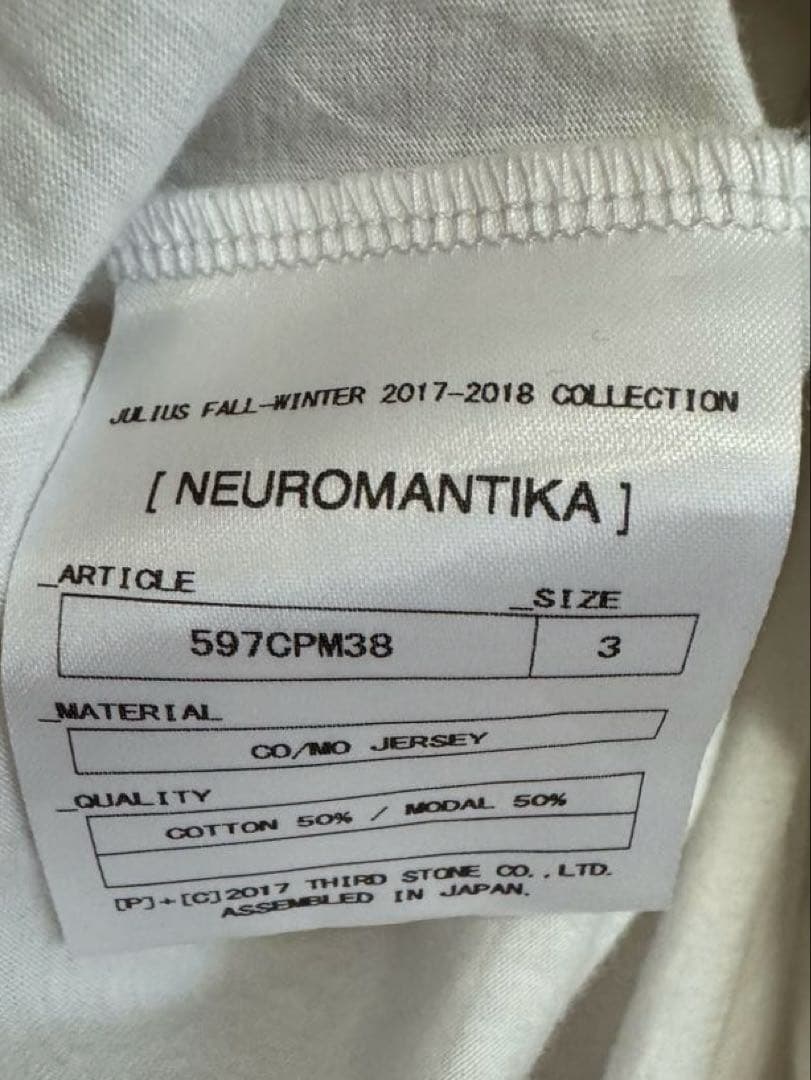 JULIUS FALL-WINTER 2017-2018 COLLECTION
[ NEUROMANTIKA ]
_ARTICLE
_SIZE
597CPM38
3
_MATERIAL
CO/MO JERSEY
_QUALITY
COTTON 50% / MODAL 50%
[P]+[C]2017 THIRD STONE CO.,LTD.
ASSEMBLED IN JAPAN.